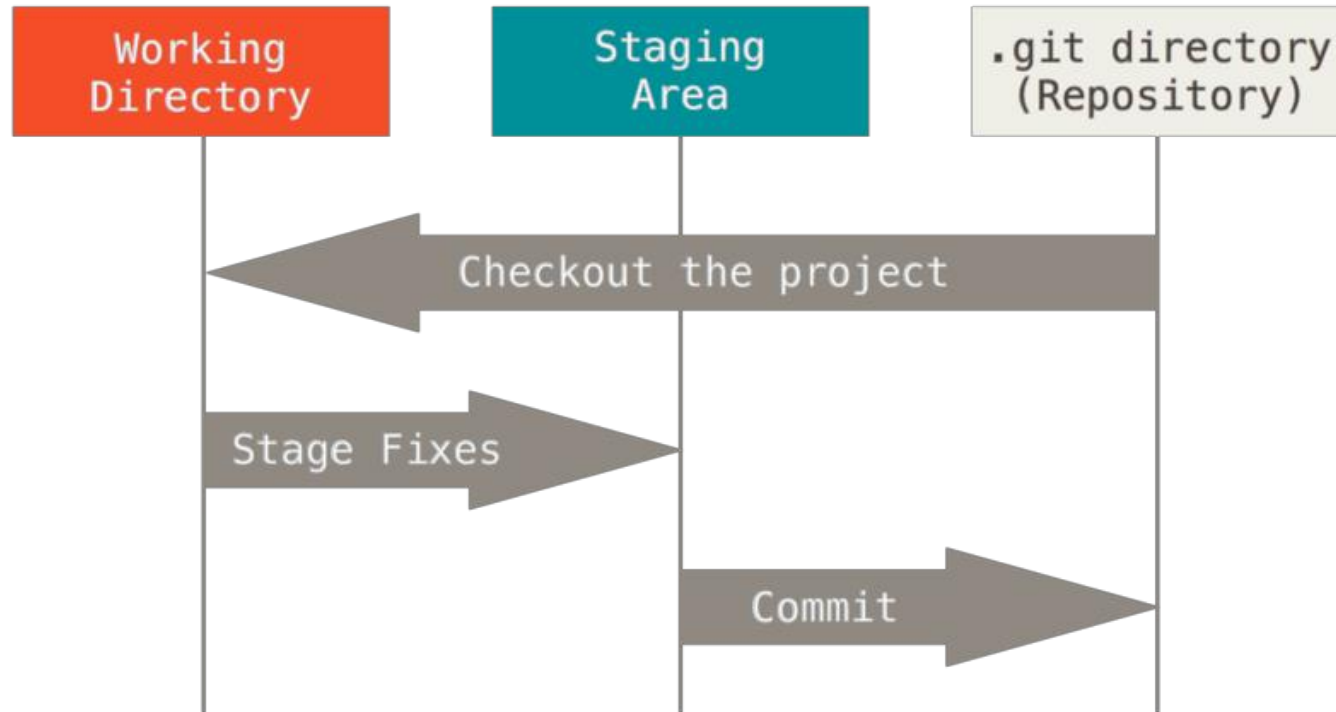 Working
Directory
Staging
Area
.git directory
(Repository)
Checkout the project
Stage Fixes
Commit